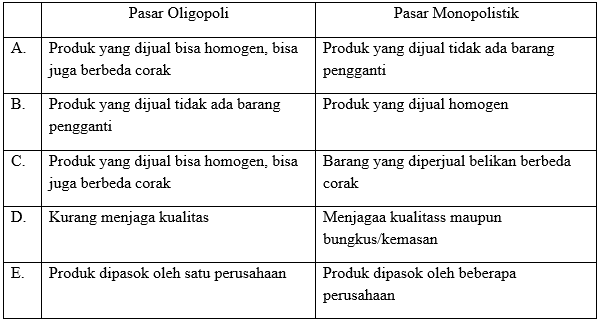 Pasar Oligopoli Pasar Monopolistik
A. Produk yang dijual bisa homogen, bisa juga berbeda corak
Produk yang dijual tidak ada barang pengganti
B. Produk yang dijual tidak ada barang pengganti
Produk yang dijual homogen
C. Produk yang dijual bisa homogen, bisa juga berbeda corak
Barang yang diperjual belikan berbeda corak
D. Kurang menjaga kualitas
Menjagaa kualitass maupun bungkus/kemasan
E. Produk dipasok oleh satu perusahaan
Produk dipasok oleh beberapa perusahaan